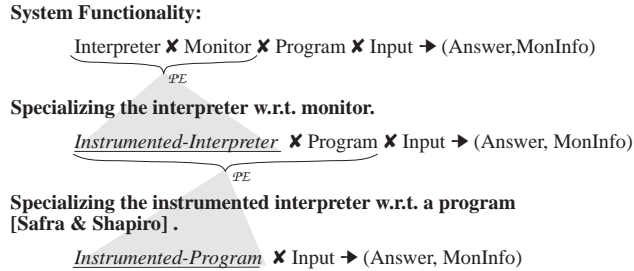 System Functionality:
Interpreter ✘ Monitor ✘ Program ✘ Input ➔ (Answer,MonInfo)
PE
Specializing the interpreter w.r.t. monitor.
Instrumented-Interpreter ✘ Program ✘ Input ➔ (Answer, MonInfo)
PE
Specializing the instrumented interpreter w.r.t. a program
[Safra & Shapiro] .
Instrumented-Program ✘ Input ➔ (Answer, MonInfo)